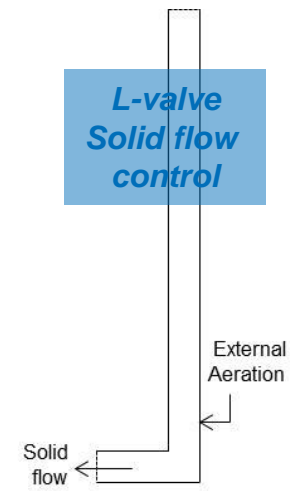 L-valve
Solid flow
control
External
Aeration
Solid
flow